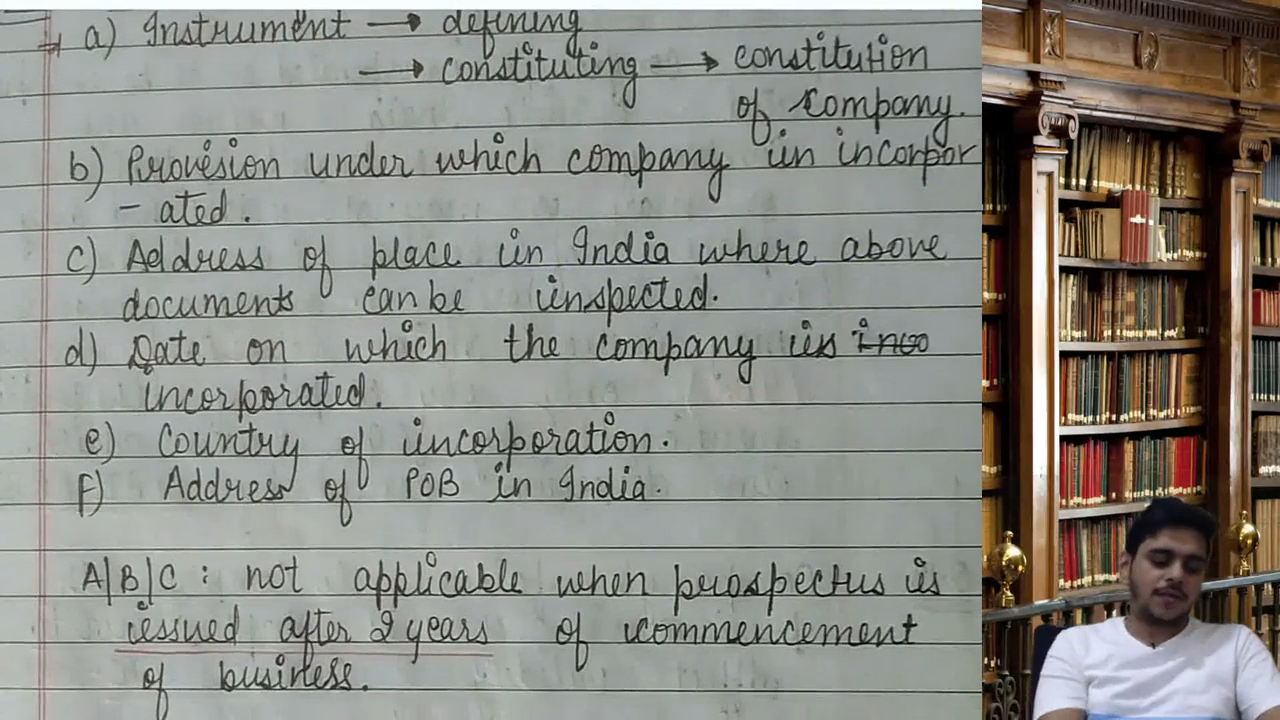 a) Instrument → defining
→ constituting → constitution
of company.
b) Provision under which company is incorpor
- ated.
c) Address of place in India where above
documents can be inspected.
d) Date on which the company is inco
incorporated.
e) Country of incorporation.
F) Address of POB in India.
A|B|C : not applicable when prospectus is
issued after 2 years of commencement
of business.